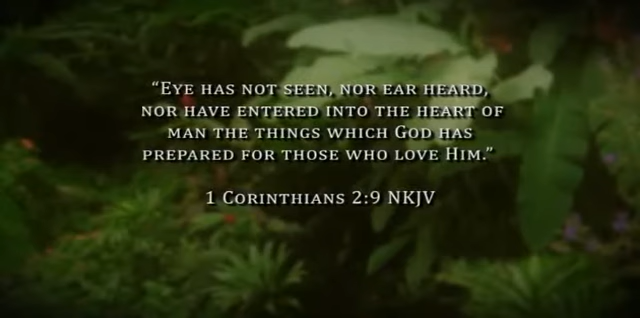 “Eye has not seen, nor ear heard,
nor have entered into the heart of
man the things which God has
prepared for those who love Him.”
1 Corinthians 2:9 NKJV